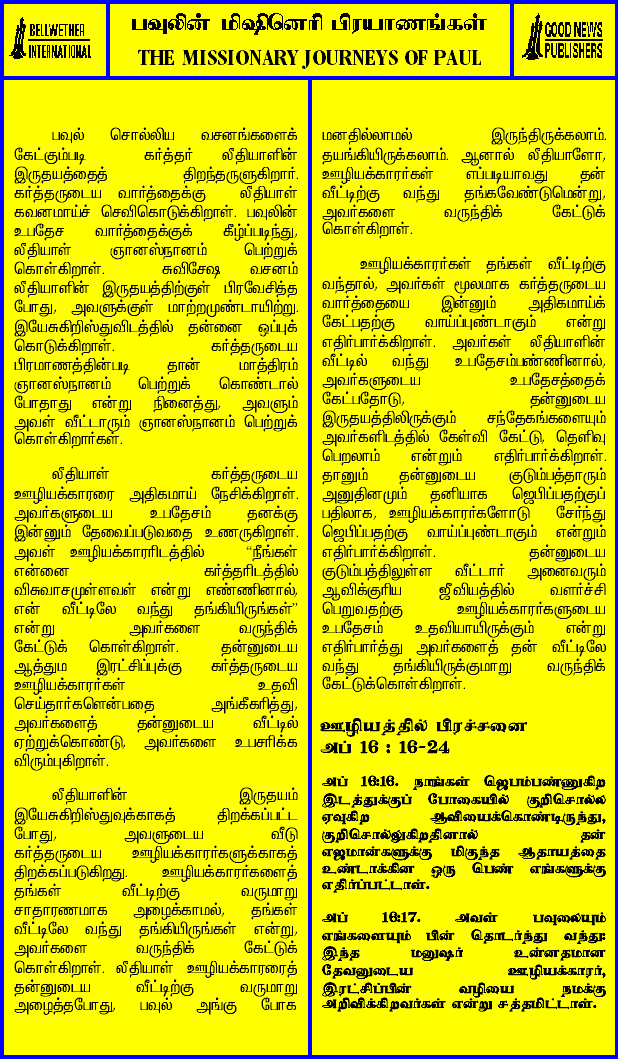 BELLWETHER
INTERNATIONAL
பவுலின் மிஷினெரி பிரயாணங்கள்
THE MISSIONARY JOURNEYS OF PAUL
GOOD NEWS
PUBLISHERS
பவுல் சொல்லிய வசனங்களைக்
கேட்கும்படி கர்த்தர் லீதியாளின்
இருதயத்தைத் திறந்தருளுகிறார்.
கர்த்தருடைய வார்த்தைக்கு லீதியாள்
கவனமாய்ச் செவிகொடுக்கிறாள். பவுலின்
உபதேச வார்த்தைக்குக் கீழ்ப்படிந்து,
லீதியாள் ஞானஸ்நானம் பெற்றுக்
கொள்கிறாள். சுவிசேஷ வசனம்
லீதியாளின் இருதயத்திற்குள் பிரவேசித்த
போது, அவளுக்குள் மாற்றமுண்டாயிற்று.
இயேசுகிறிஸ்துவிடத்தில் தன்னை ஒப்புக்
கொடுக்கிறாள். கர்த்தருடைய
பிரமாணத்தின்படி தான் மாத்திரம்
ஞானஸ்நானம் பெற்றுக் கொண்டால்
போதாது என்று நினைத்து, அவளும்
அவள் வீட்டாரும் ஞானஸ்நானம் பெற்றுக்
கொள்கிறார்கள்.
லீதியாள் கர்த்தருடைய
ஊழியக்காரரை அதிகமாய் நேசிக்கிறாள்.
அவர்களுடைய உபதேசம் தனக்கு
இன்னும் தேவைப்படுவதை உணருகிறாள்.
அவள் ஊழியக்காரரிடத்தில் “நீங்கள்
என்னை கர்த்தரிடத்தில்
விசுவாசமுள்ளவள் என்று எண்ணினால்,
என் வீட்டிலே வந்து தங்கியிருங்கள்”
என்று அவர்களை வருந்திக்
கேட்டுக் கொள்கிறாள். தன்னுடைய
ஆத்தும இரட்சிப்புக்கு கர்த்தருடைய
ஊழியக்காரர்கள் உதவி
செய்தார்களென்பதை அங்கீகரித்து,
அவர்களைத் தன்னுடைய வீட்டில்
ஏற்றுக்கொண்டு, அவர்களை உபசரிக்க
விரும்புகிறாள்.
லீதியாளின் இருதயம்
இயேசுகிறிஸ்துவுக்காகத் திறக்கப்பட்ட
போது, அவளுடைய வீடு
கர்த்தருடைய ஊழியக்காரர்களுக்காகத்
திறக்கப்படுகிறது. ஊழியக்காரர்களைத்
தங்கள் வீட்டிற்கு வருமாறு
சாதாரணமாக அழைக்காமல், தங்கள்
வீட்டிலே வந்து தங்கியிருங்கள் என்று,
அவர்களை வருந்திக் கேட்டுக்
கொள்கிறாள். லீதியாள் ஊழியக்காரரைத்
தன்னுடைய வீட்டிற்கு வருமாறு
அழைத்தபோது, பவுல் அங்கு போக
மனதில்லாமல் இருந்திருக்கலாம்.
தயங்கியிருக்கலாம். ஆனால் லீதியாளோ,
ஊழியக்காரர்கள் எப்படியாவது தன்
வீட்டிற்கு வந்து தங்கவேண்டுமென்று,
அவர்களை வருந்திக் கேட்டுக்
கொள்கிறாள்.
ஊழியக்காரர்கள் தங்கள் வீட்டிற்கு
வந்தால், அவர்கள் மூலமாக கர்த்தருடைய
வார்த்தையை இன்னும் அதிகமாய்க்
கேட்பதற்கு வாய்ப்புண்டாகும் என்று
எதிர்பார்க்கிறாள். அவர்கள் லீதியாளின்
வீட்டில் வந்து உபதேசம்பண்ணினால்,
அவர்களுடைய உபதேசத்தைக்
கேட்பதோடு, தன்னுடைய
இருதயத்திலிருக்கும் சந்தேகங்களையும்
அவர்களிடத்தில் கேள்வி கேட்டு, தெளிவு
பெறலாம் என்றும் எதிர்பார்க்கிறாள்.
தானும் தன்னுடைய குடும்பத்தாரும்
அனுதினமும் தனியாக ஜெபிப்பதற்குப்
பதிலாக, ஊழியக்காரர்களோடு சேர்ந்து
ஜெபிப்பதற்கு வாய்ப்புண்டாகும் என்றும்
எதிர்பார்க்கிறாள். தன்னுடைய
குடும்பத்திலுள்ள வீட்டார் அனைவரும்
ஆவிக்குரிய ஜீவியத்தில் வளர்ச்சி
பெறுவதற்கு ஊழியக்காரர்களுடைய
உபதேசம் உதவியாயிருக்கும் என்று
எதிர்பார்த்து அவர்களைத் தன் வீட்டிலே
வந்து தங்கியிருக்குமாறு வருந்திக்
கேட்டுக்கொள்கிறாள்.
ஊழியத்தில் பிரச்சனை
அப் 16 : 16-24
அப் 16:16. நாங்கள் ஜெபம்பண்ணுகிற
இடத்துக்குப் போகையில் குறிசொல்ல
ஏவுகிற ஆவியைக்கொண்டிருந்து,
குறிசொல்லுகிறதினால் தன்
எஜமான்களுக்கு மிகுந்த ஆதாயத்தை
உண்டாக்கின ஒரு பெண் எங்களுக்கு
எதிர்ப்பட்டாள்.
அப் 16:17. அவள் பவுலையும்
எங்களையும் பின் தொடர்ந்து வந்து:
இந்த மனுஷர் உன்னதமான
தேவனுடைய ஊழியக்காரர்,
இரட்சிப்பின் வழியை நமக்கு
அறிவிக்கிறவர்கள் என்று சத்தமிட்டாள்.